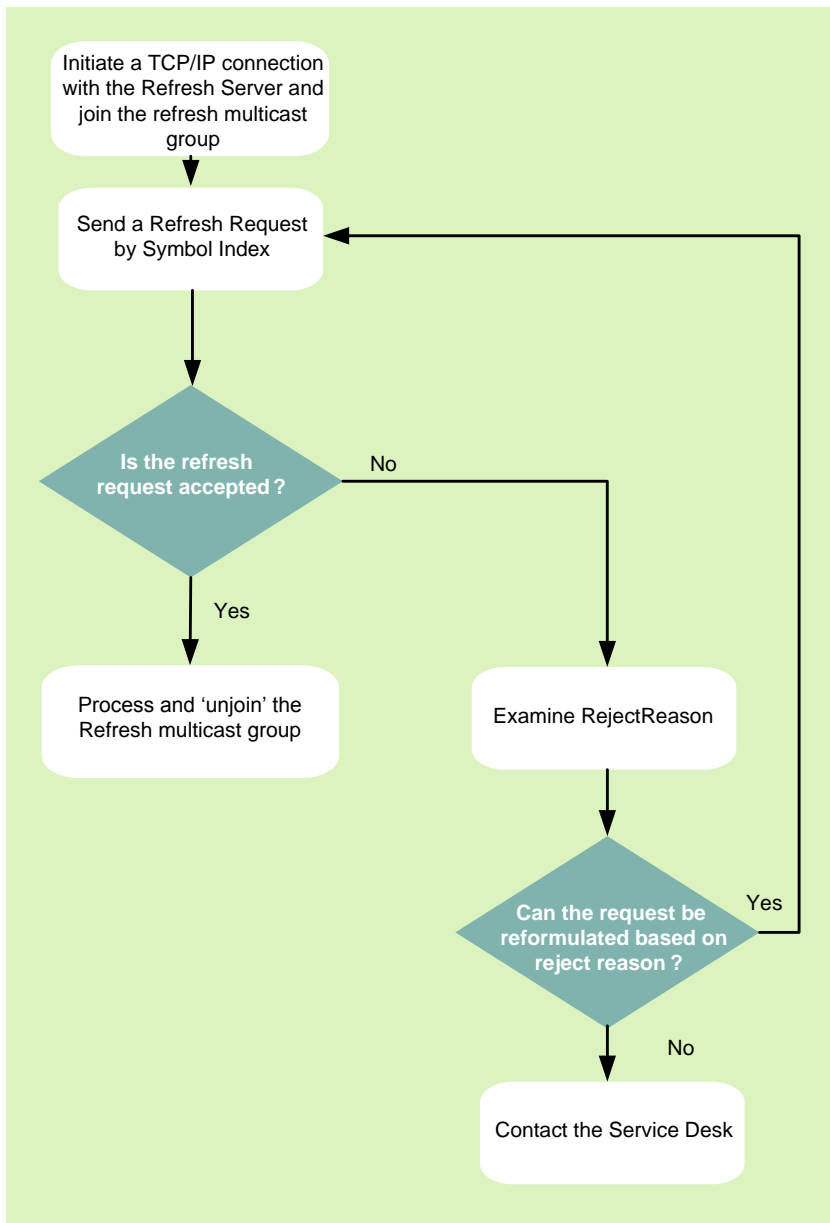 Initiate a TCP/IP connection
with the Refresh Server and
join the refresh multicast
group
Send a Refresh Request
by Symbol Index
Is the refresh
request accepted ?
No
Yes
Process and ‘unjoin’ the
Refresh multicast group
Examine RejectReason
Can the request be
reformulated based on
reject reason ?
Yes
No
Contact the Service Desk